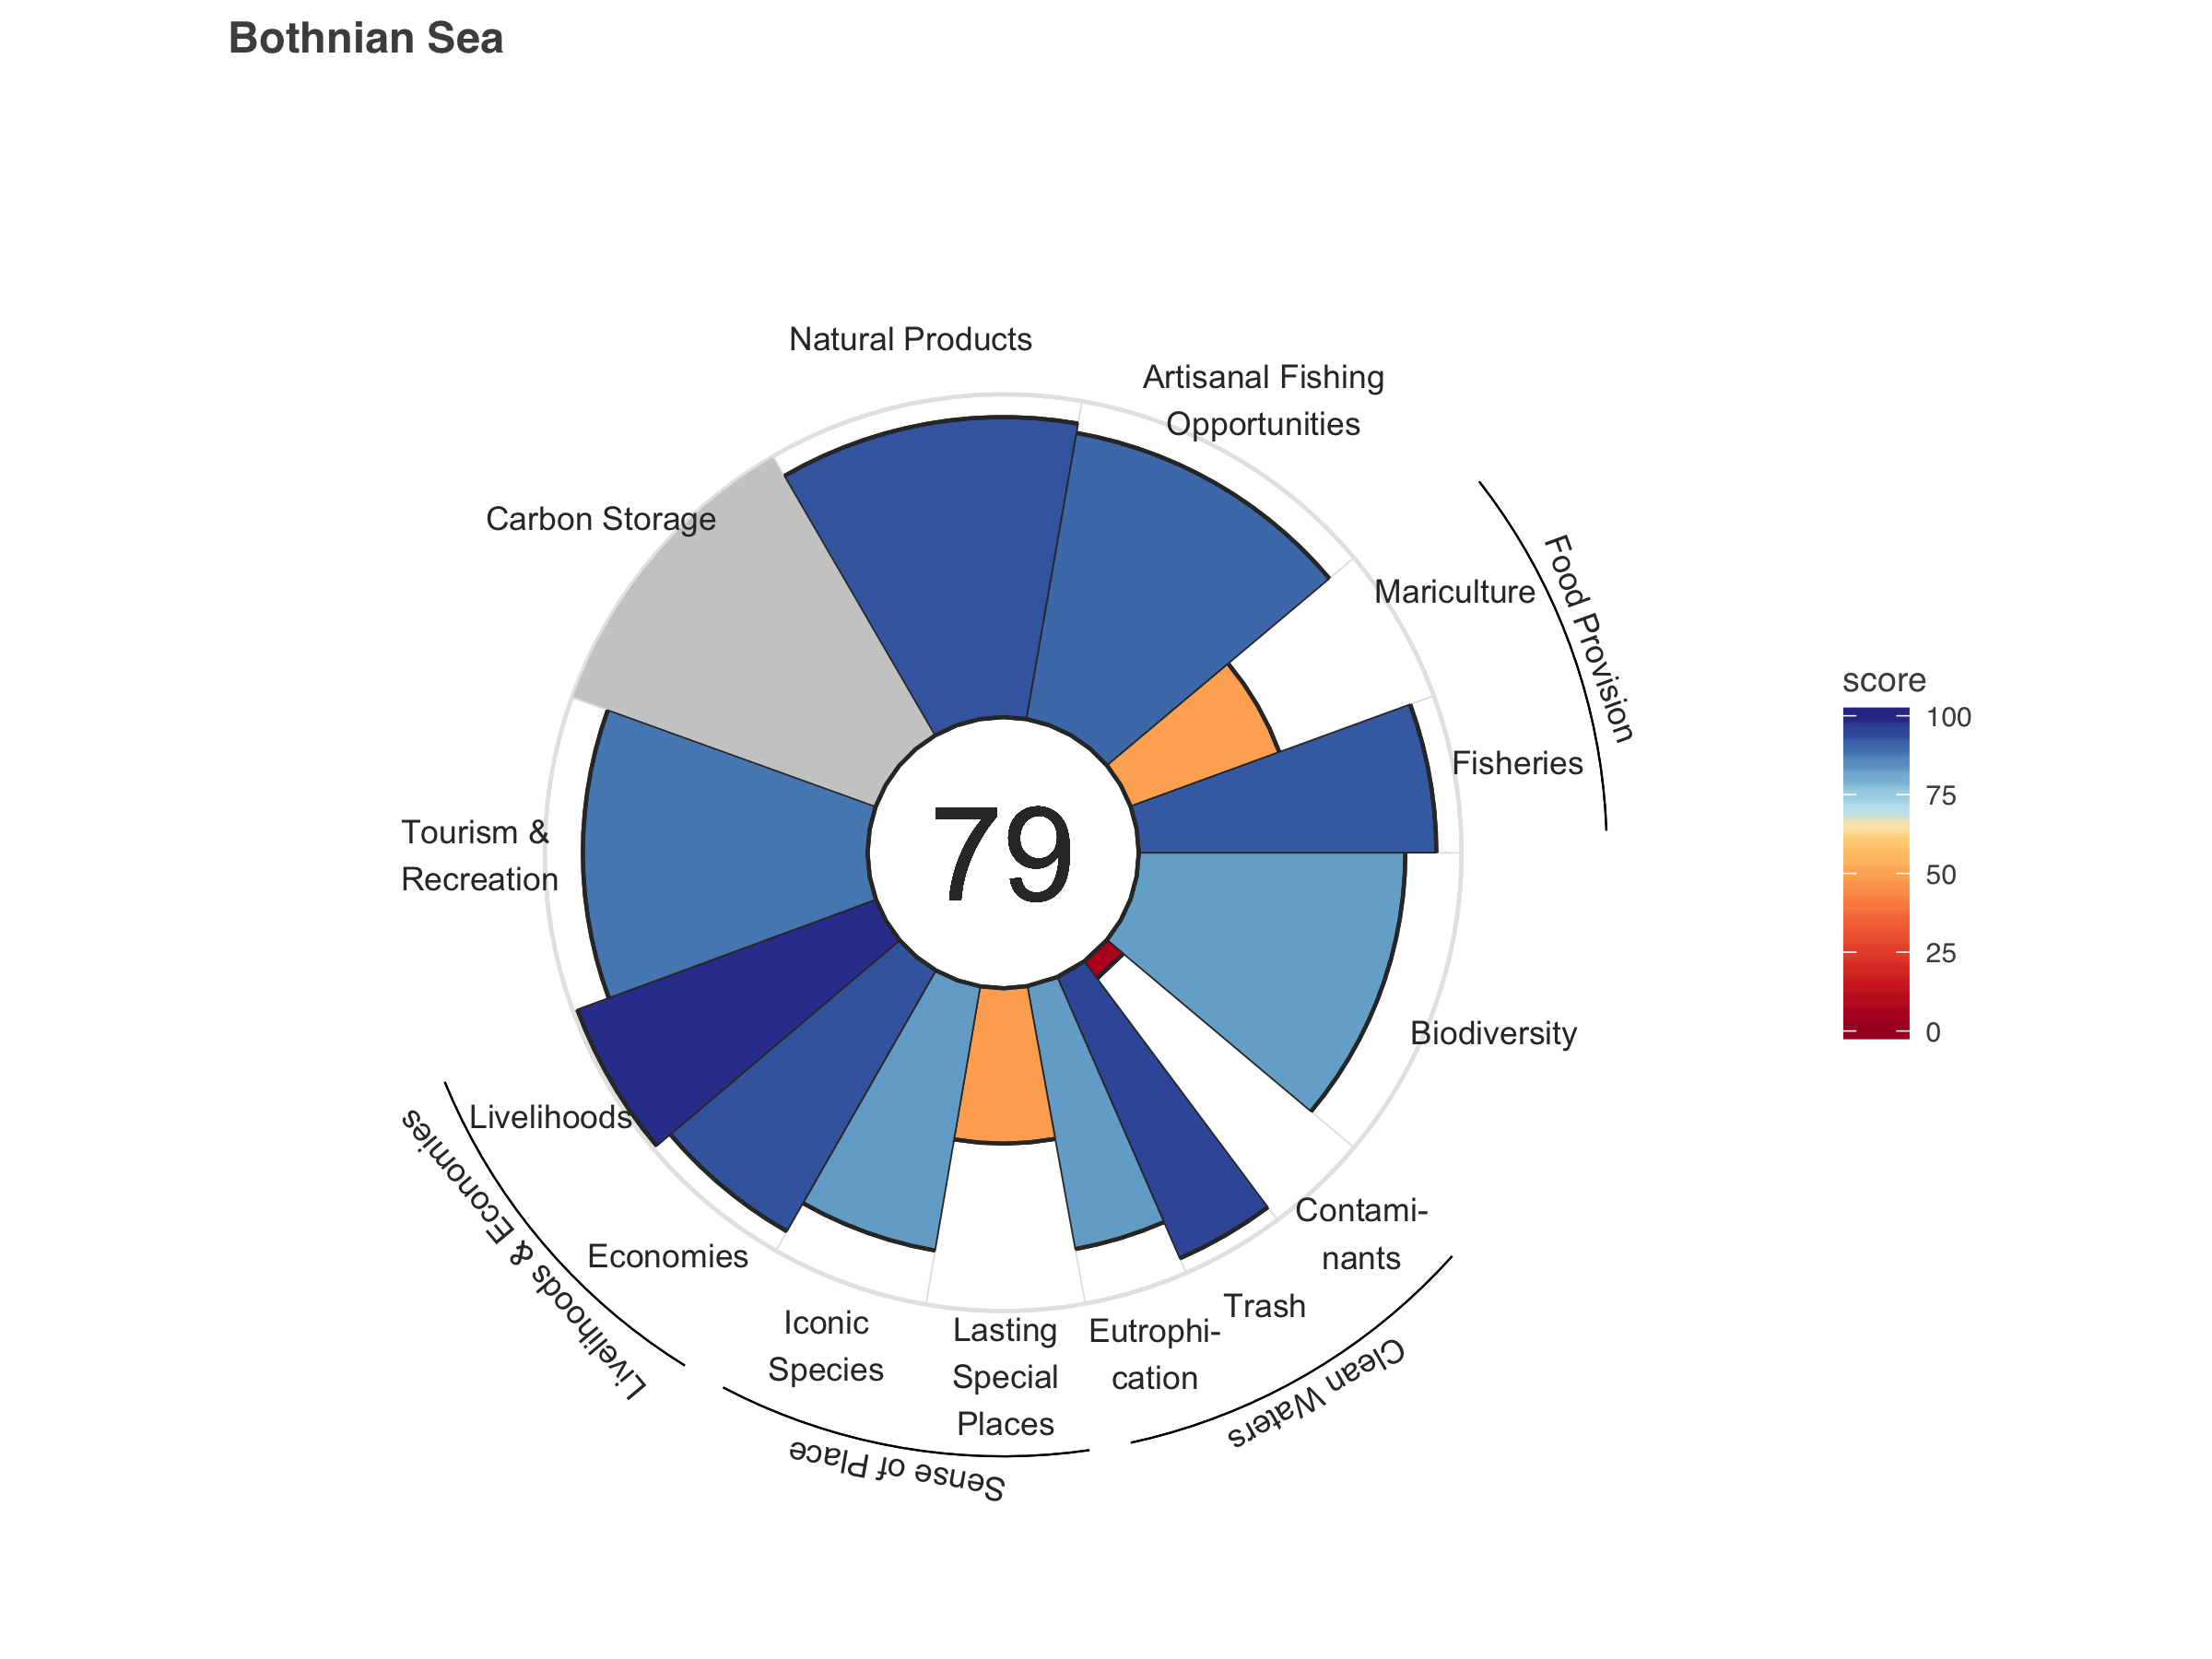 Bothnian Sea
Natural Products
Artisanal Fishing
Opportunities
Carbon Storage
Mariculture
Food Provision
Fisheries
score
100
75
50
25
0
79
Tourism &
Recreation
Biodiversity
Livelihoods
Livelihoods & Economies
Economies
Contami-
nants
Trash
Clean Waters
Iconic
Species
Lasting
Special
Places
Eutrophi-
cation
Sense of Place